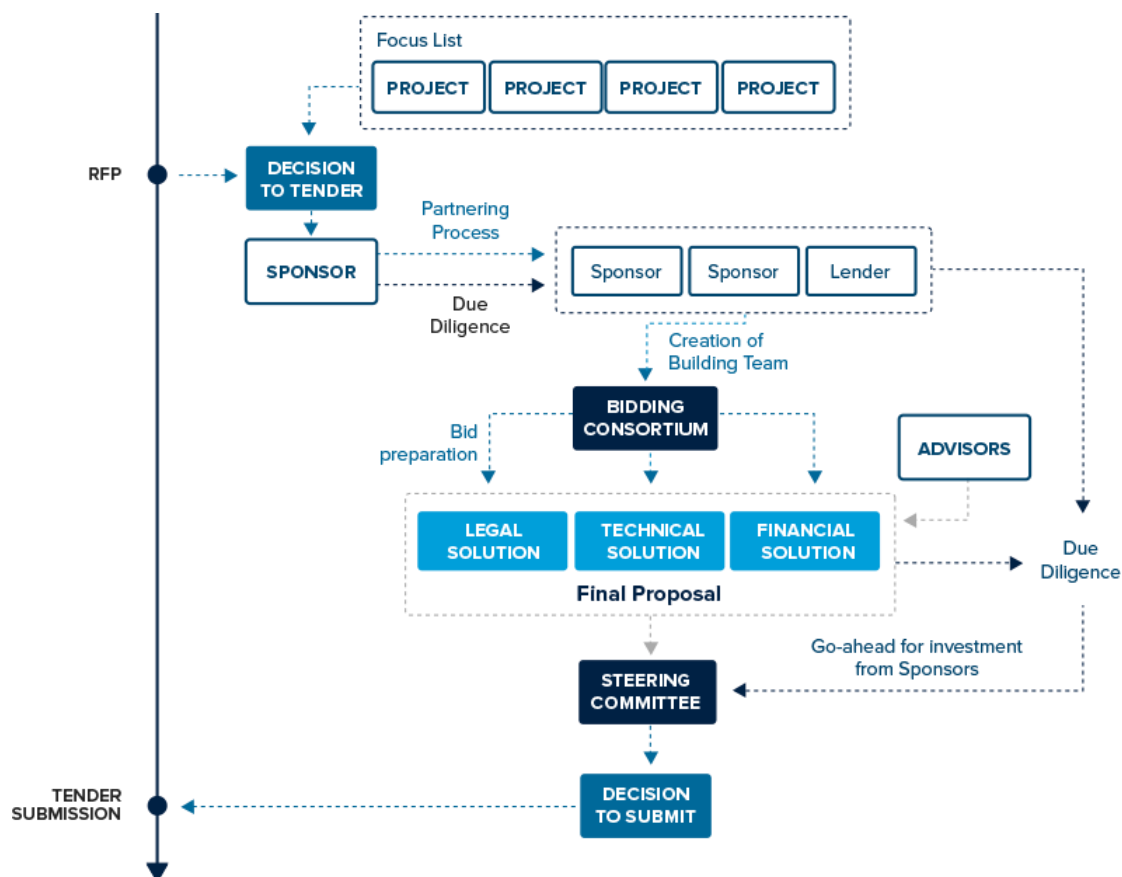 Focus List
PROJECT PROJECT PROJECT PROJECT
RFP
DECISION
TO TENDER
Partnering
Process
SPONSOR
Due
Diligence
Sponsor Sponsor Lender
Creation of
Building Team
BIDDING
CONSORTIUM
Bid
preparation
ADVISORS
LEGAL
SOLUTION
TECHNICAL
SOLUTION
FINANCIAL
SOLUTION
Final Proposal
Due
Diligence
Go-ahead for investment
from Sponsors
STEERING
COMMITTEE
DECISION
TO SUBMIT
TENDER
SUBMISSION